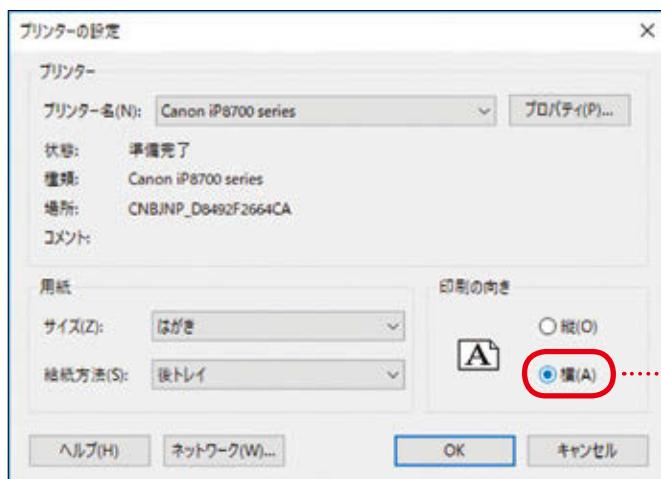 プリンターの設定
プリンター
プリンター名(N): Canon iP8700 series プロパティ(P)...
状態: 準備完了
種類: Canon iP8700 series
場所: CNBJNP_D8492F2664CA
コメント:
用紙
サイズ(Z): はがき
給紙方法(S): 後トレイ
印刷の向き
A
縦(O)
横(A)
ヘルプ(H) ネットワーク(W)... OK キャンセル